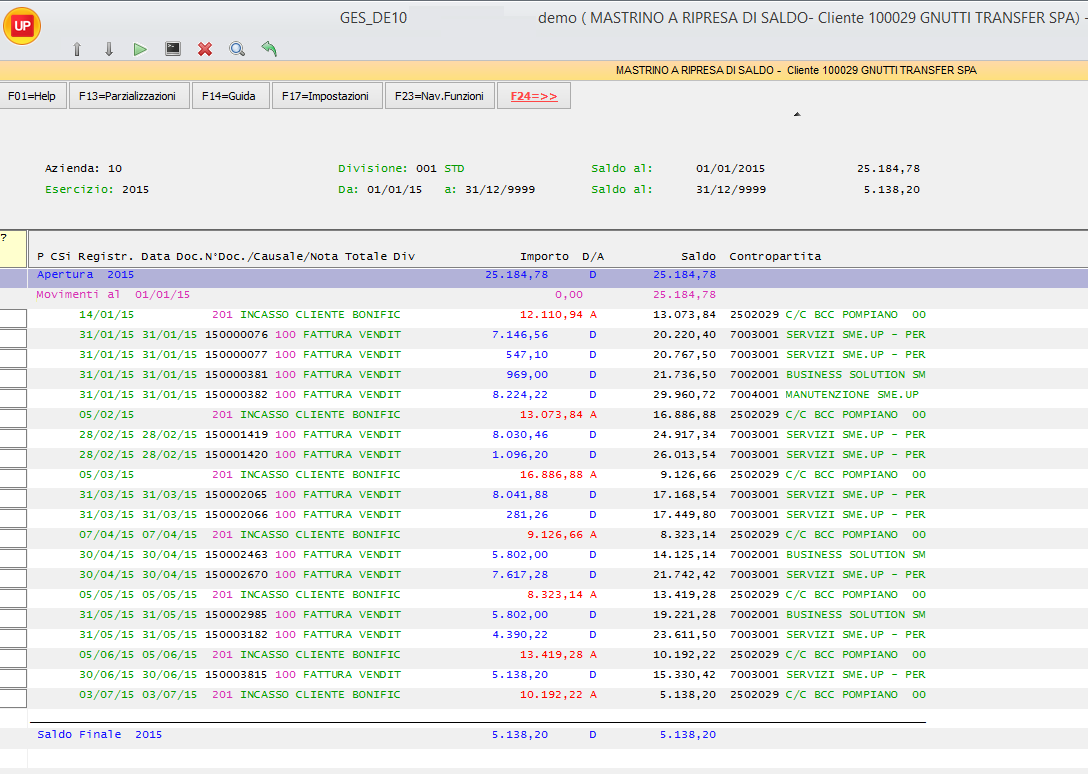 UP GES_DE10 demo ( MASTRINO A RIPRESA DI SALDO- Cliente 100029 GNUTTI TRANSFER SPA) -
MASTRINO A RIPRESA DI SALDO - Cliente 100029 GNUTTI TRANSFER SPA
F01=Help F13=Parzializzazioni F14=Guida F17=Impostazioni F23=Nav.Funzioni F24=>>
Azienda: 10 Divisione: 001 STD Saldo al: 01/01/2015 25.184,78
Esercizio: 2015 Da: 01/01/15 a: 31/12/9999 Saldo al: 31/12/9999 5.138,20
?
P CSi Registr. Data Doc.N°Doc./Causale/Nota Totale Div Importo D/A Saldo Contropartita
Apertura 2015 25.184,78 D 25.184,78
Movimenti al 01/01/15 0,00 25.184,78
14/01/15 201 INCASSO CLIENTE BONIFIC 12.110,94 A 13.073,84 2502029 C/C BCC POMPIANO 00
31/01/15 31/01/15 150000076 100 FATTURA VENDIT 7.146,56 D 20.220,40 7003001 SERVIZI SME.UP - PER
31/01/15 31/01/15 150000077 100 FATTURA VENDIT 547,10 D 20.767,50 7003001 SERVIZI SME.UP - PER
31/01/15 31/01/15 150000381 100 FATTURA VENDIT 969,00 D 21.736,50 7002001 BUSINESS SOLUTION SM
31/01/15 31/01/15 150000382 100 FATTURA VENDIT 8.224,22 D 29.960,72 7004001 MANUTENZIONE SME.UP
05/02/15 201 INCASSO CLIENTE BONIFIC 13.073,84 A 16.886,88 2502029 C/C BCC POMPIANO 00
28/02/15 28/02/15 150001419 100 FATTURA VENDIT 8.030,46 D 24.917,34 7003001 SERVIZI SME.UP - PER
28/02/15 28/02/15 150001420 100 FATTURA VENDIT 1.096,20 D 26.013,54 7003001 SERVIZI SME.UP - PER
05/03/15 201 INCASSO CLIENTE BONIFIC 16.886,88 A 9.126,66 2502029 C/C BCC POMPIANO 00
31/03/15 31/03/15 150002065 100 FATTURA VENDIT 8.041,88 D 17.168,54 7003001 SERVIZI SME.UP - PER
31/03/15 31/03/15 150002066 100 FATTURA VENDIT 281,26 D 17.449,80 7003001 SERVIZI SME.UP - PER
07/04/15 07/04/15 201 INCASSO CLIENTE BONIFIC 9.126,66 A 8.323,14 2502029 C/C BCC POMPIANO 00
30/04/15 30/04/15 150002463 100 FATTURA VENDIT 5.802,00 D 14.125,14 7002001 BUSINESS SOLUTION SM
30/04/15 30/04/15 150002670 100 FATTURA VENDIT 7.617,28 D 21.742,42 7003001 SERVIZI SME.UP - PER
05/05/15 05/05/15 201 INCASSO CLIENTE BONIFIC 8.323,14 A 13.419,28 2502029 C/C BCC POMPIANO 00
31/05/15 31/05/15 150002985 100 FATTURA VENDIT 5.802,00 D 19.221,28 7002001 BUSINESS SOLUTION SM
31/05/15 31/05/15 150003182 100 FATTURA VENDIT 4.390,22 D 23.611,50 7003001 SERVIZI SME.UP - PER
05/06/15 05/06/15 201 INCASSO CLIENTE BONIFIC 13.419,28 A 10.192,22 2502029 C/C BCC POMPIANO 00
30/06/15 30/06/15 150003815 100 FATTURA VENDIT 5.138,20 D 15.330,42 7003001 SERVIZI SME.UP - PER
03/07/15 03/07/15 201 INCASSO CLIENTE BONIFIC 10.192,22 A 5.138,20 2502029 C/C BCC POMPIANO 00
Saldo Finale 2015 5.138,20 D 5.138,20